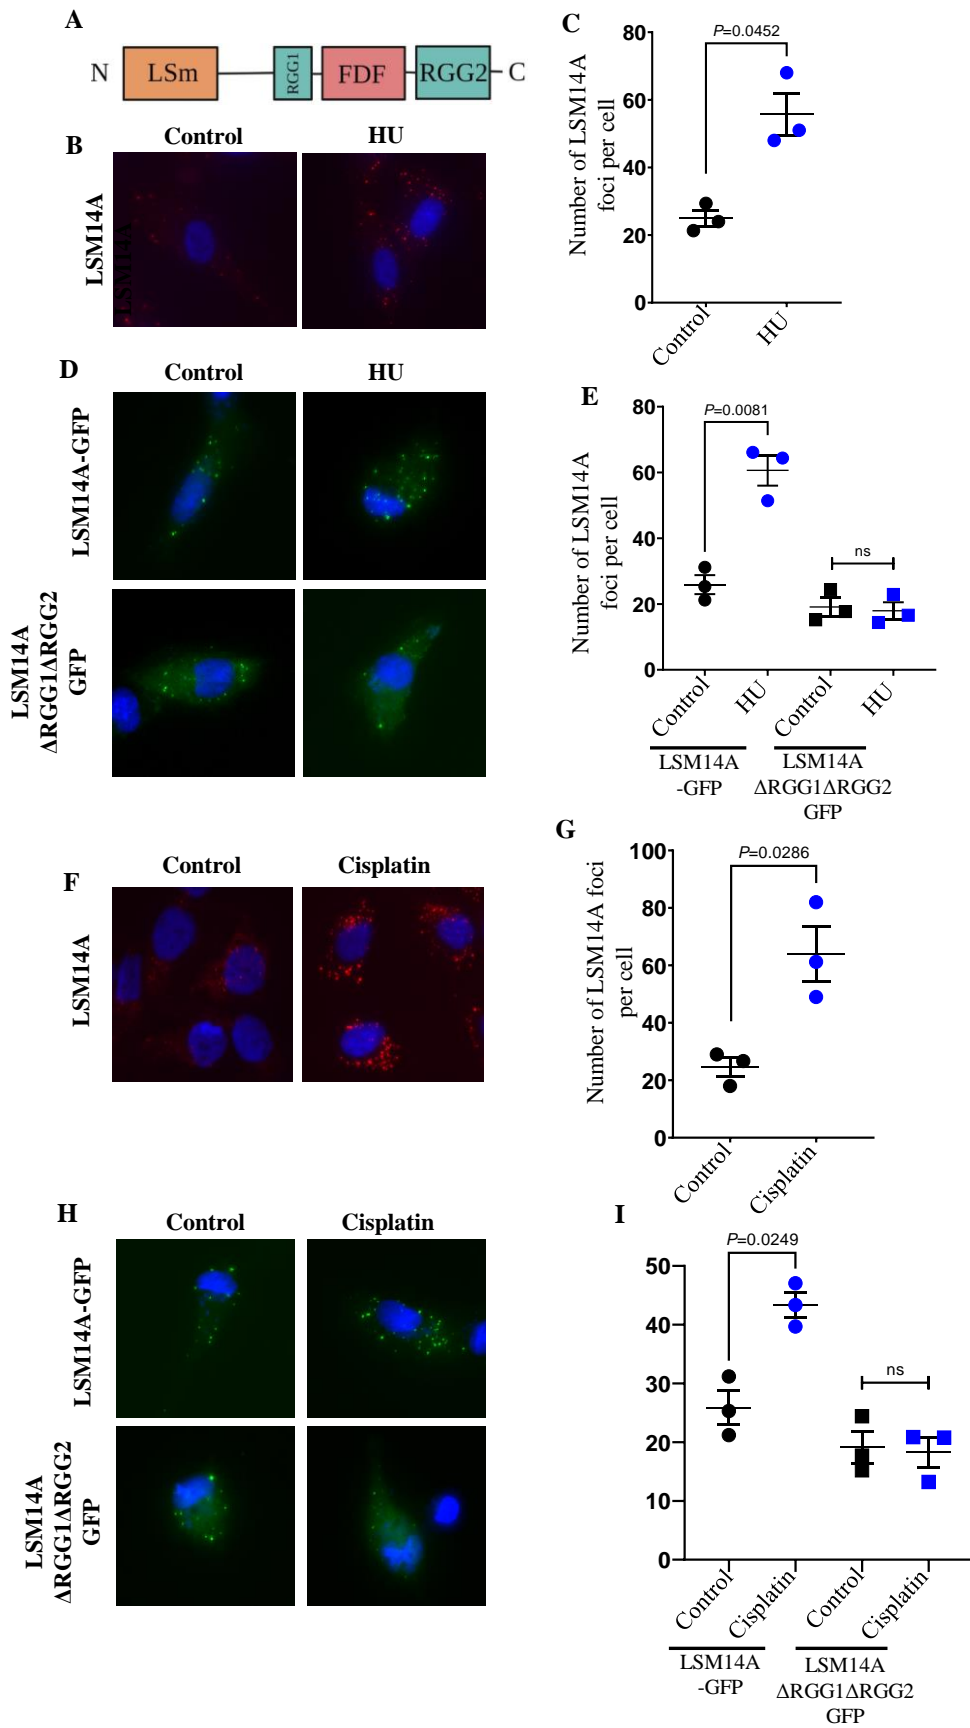 A
N LSm RGG1 FDF RGG2 C
B
Control HU
LSM14A
LSM14A
C
P=0.0452
Number of LSM14A
foci per cell
80
60
40
20
0
Control
HU
D
Control HU
LSM14A-GFP
LSM14A
ΔRGG1ΔRGG2
GFP
E
P=0.0081
ns
Number of LSM14A
foci per cell
80
60
40
20
0
Control
HU
Control
HU
LSM14A
-GFP
LSM14A
ΔRGG1ΔRGG2
GFP
F
Control Cisplatin
LSM14A
G
P=0.0286
Number of LSM14A foci
per cell
100
80
60
40
20
0
Control
Cisplatin
H
Control Cisplatin
LSM14A-GFP
LSM14A
ΔRGG1ΔRGG2
GFP
I
P=0.0249
ns
50
40
30
20
10
0
Control
Cisplatin
Control
Cisplatin
LSM14A
-GFP
LSM14A
ΔRGG1ΔRGG2
GFP